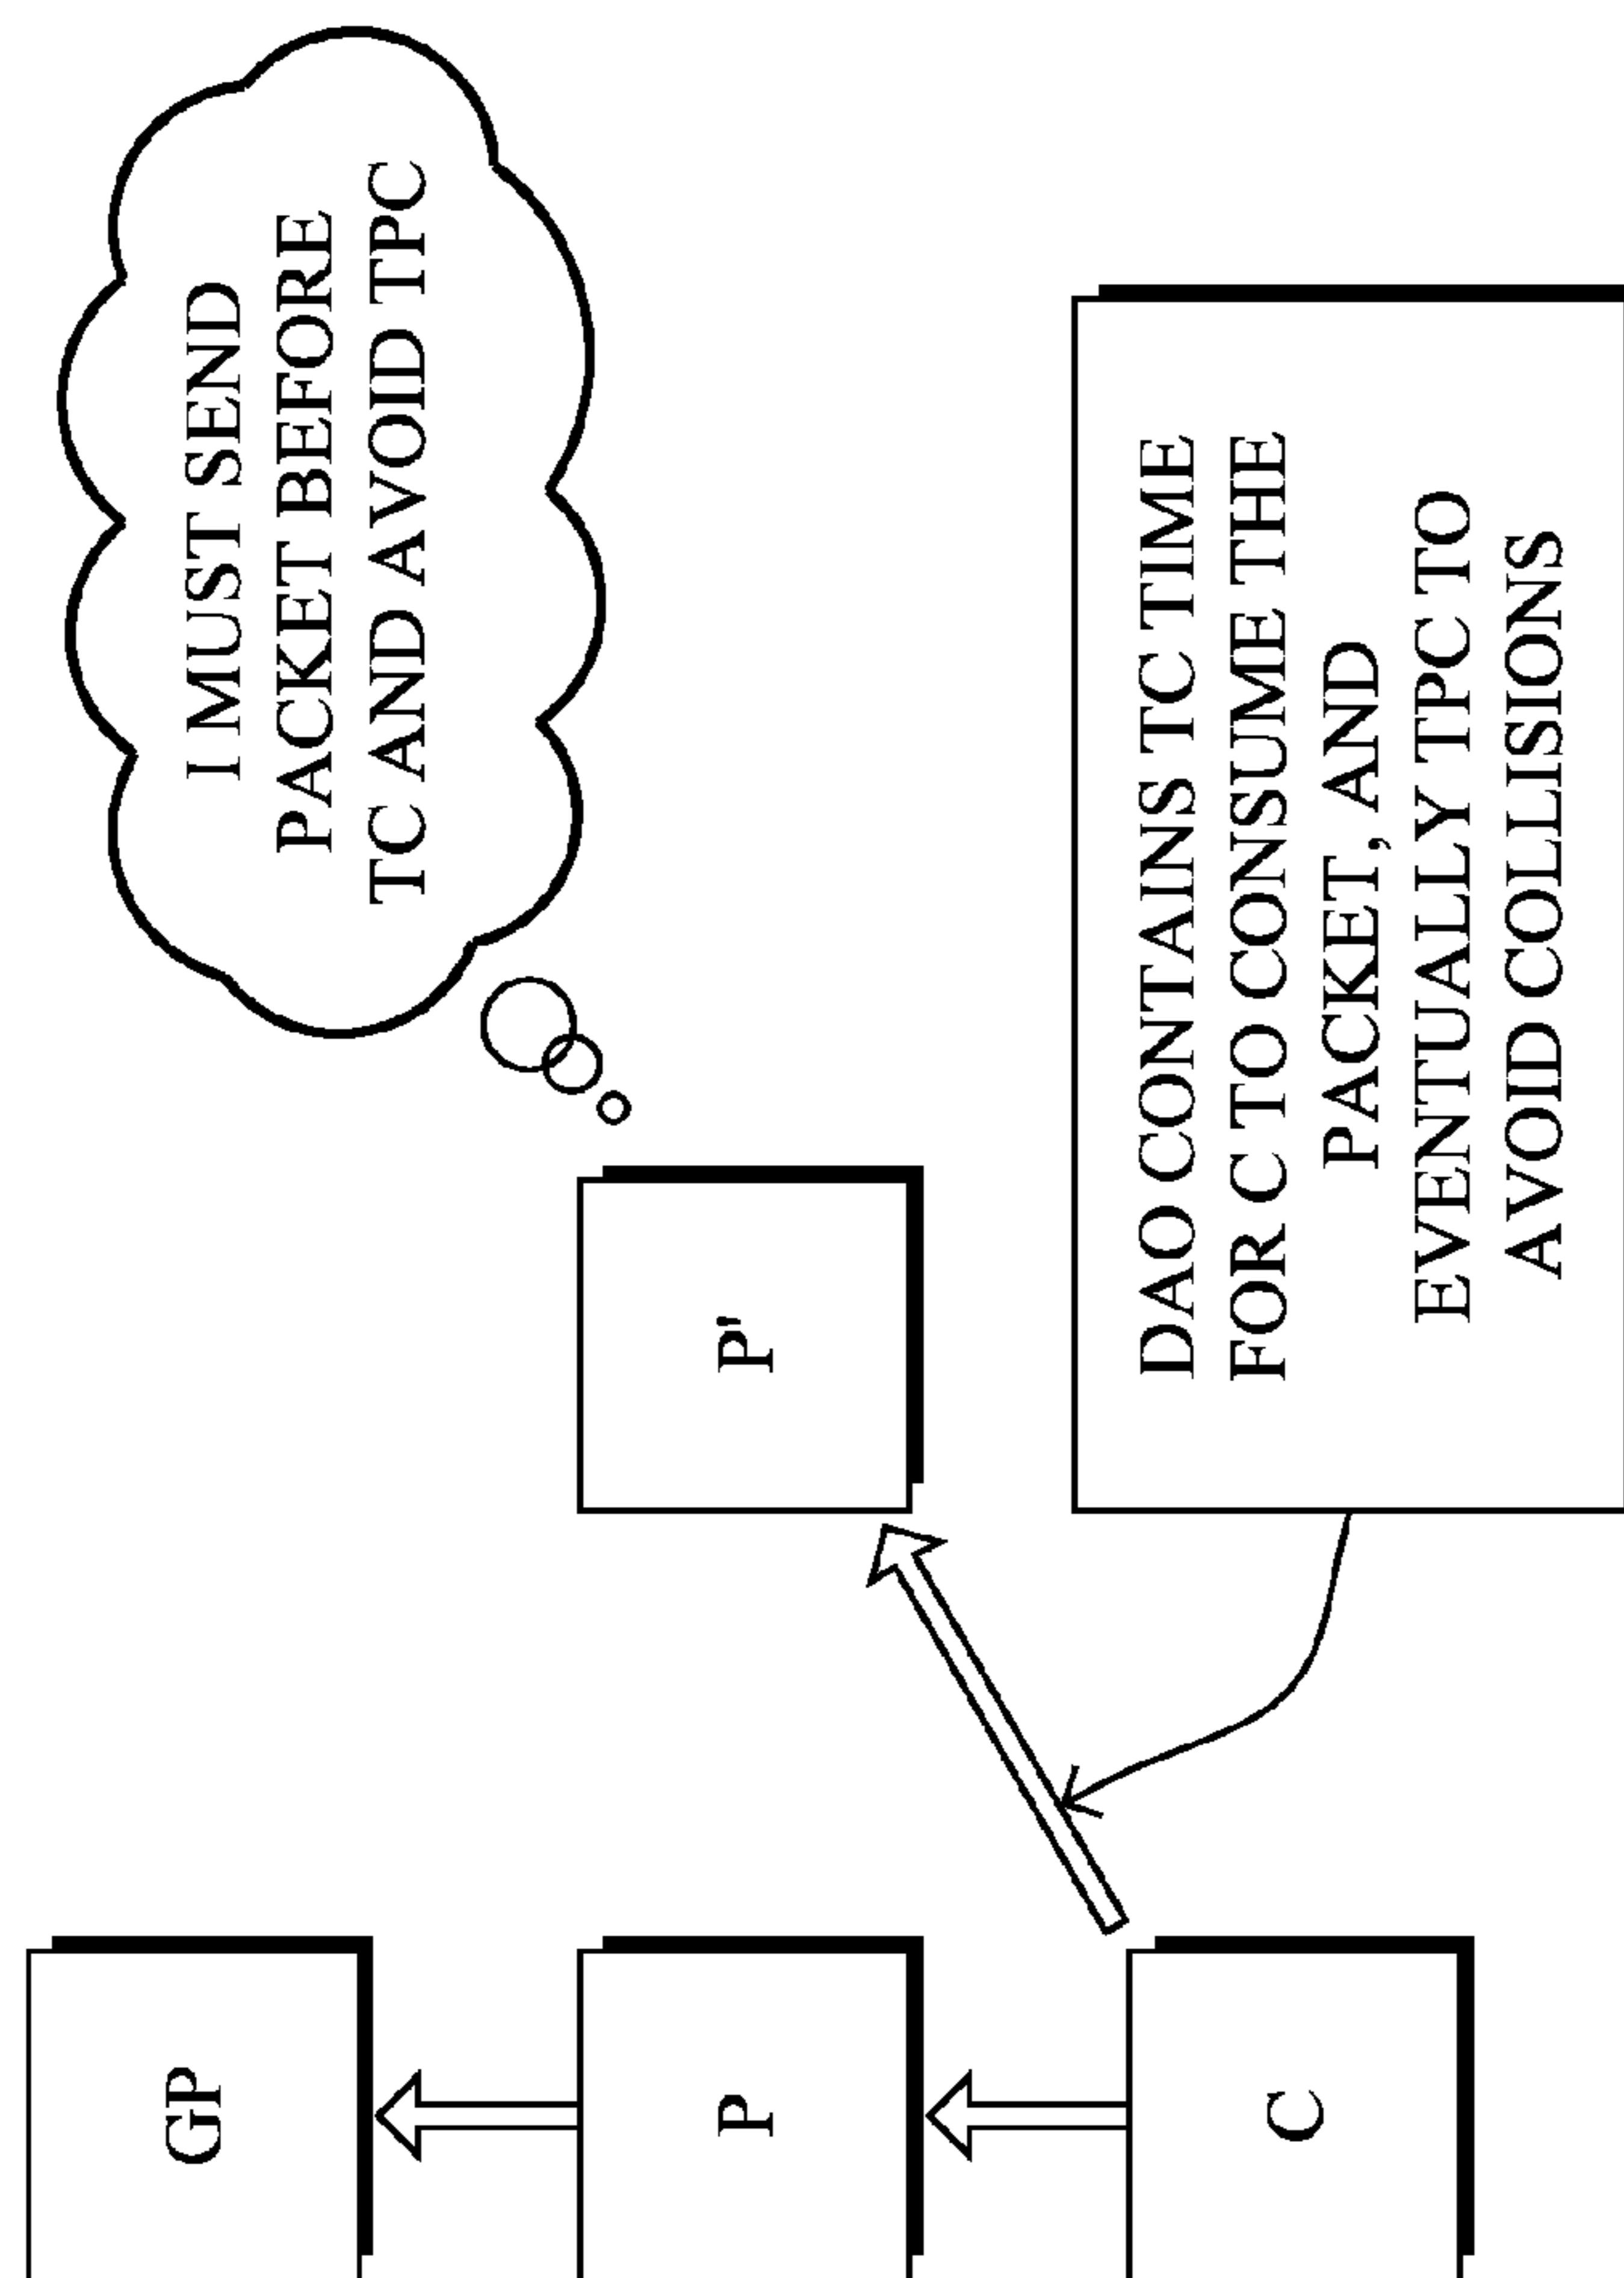 GP
P
C
P'
I MUST SEND
PACKET BEFORE
TC AND AVOID TPC
DAO CONTAINS TC TIME
FOR C TO CONSUME THE
PACKET, AND
EVENTUALLY TPC TO
AVOID COLLISIONS